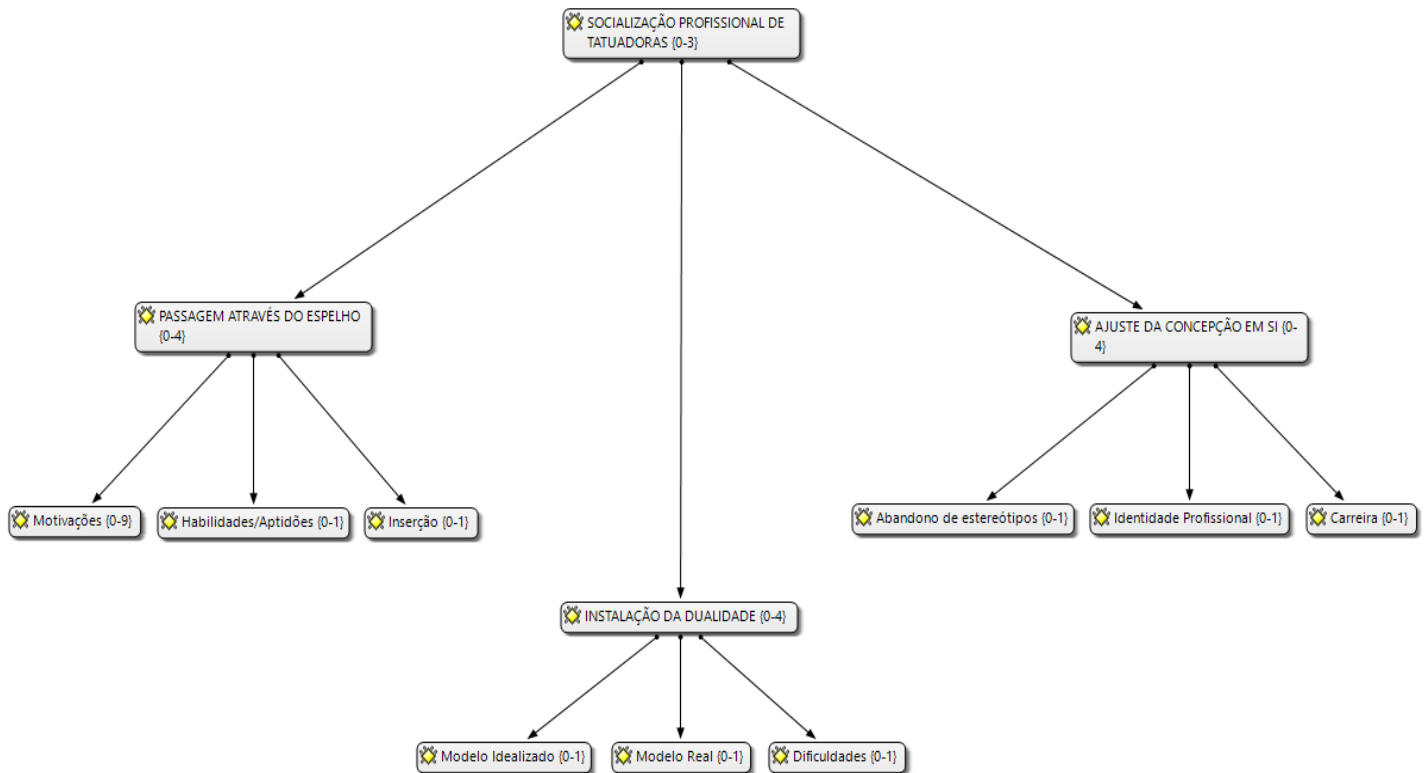 SOCIALIZAÇÃO PROFISSIONAL DE
TATUADORAS {0-3}
PASSAGEM ATRAVÉS DO ESPELHO
{0-4}
AJUSTE DA CONCEPÇÃO EM SI {0-
4}
Motivações {0-9}
Habilidades/Aptidões {0-1}
Inserção {0-1}
Abandono de estereótipos {0-1}
Identidade Profissional {0-1}
Carreira {0-1}
INSTALAÇÃO DA DUALIDADE {0-4}
Modelo Idealizado {0-1}
Modelo Real {0-1}
Dificuldades {0-1}